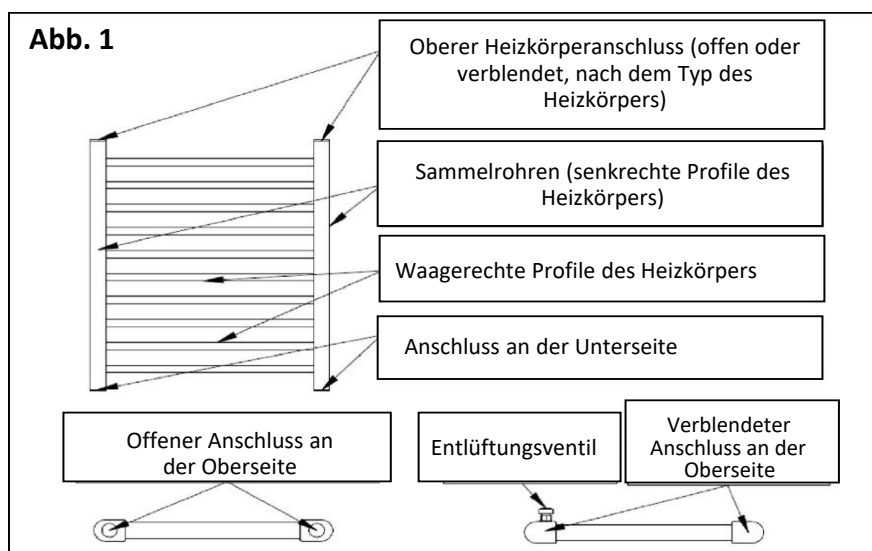 Abb. 1
Oberer Heizkörperanschluss (offen oder
verblendet, nach dem Typ des
Heizkörpers)
Sammelrohren (senkrechte Profile des
Heizkörpers)
Waagerechte Profile des Heizkörpers
Anschluss an der Unterseite
Offener Anschluss an
der Oberseite
Entlüftungsventil
Verblendeter
Anschluss an der
Oberseite